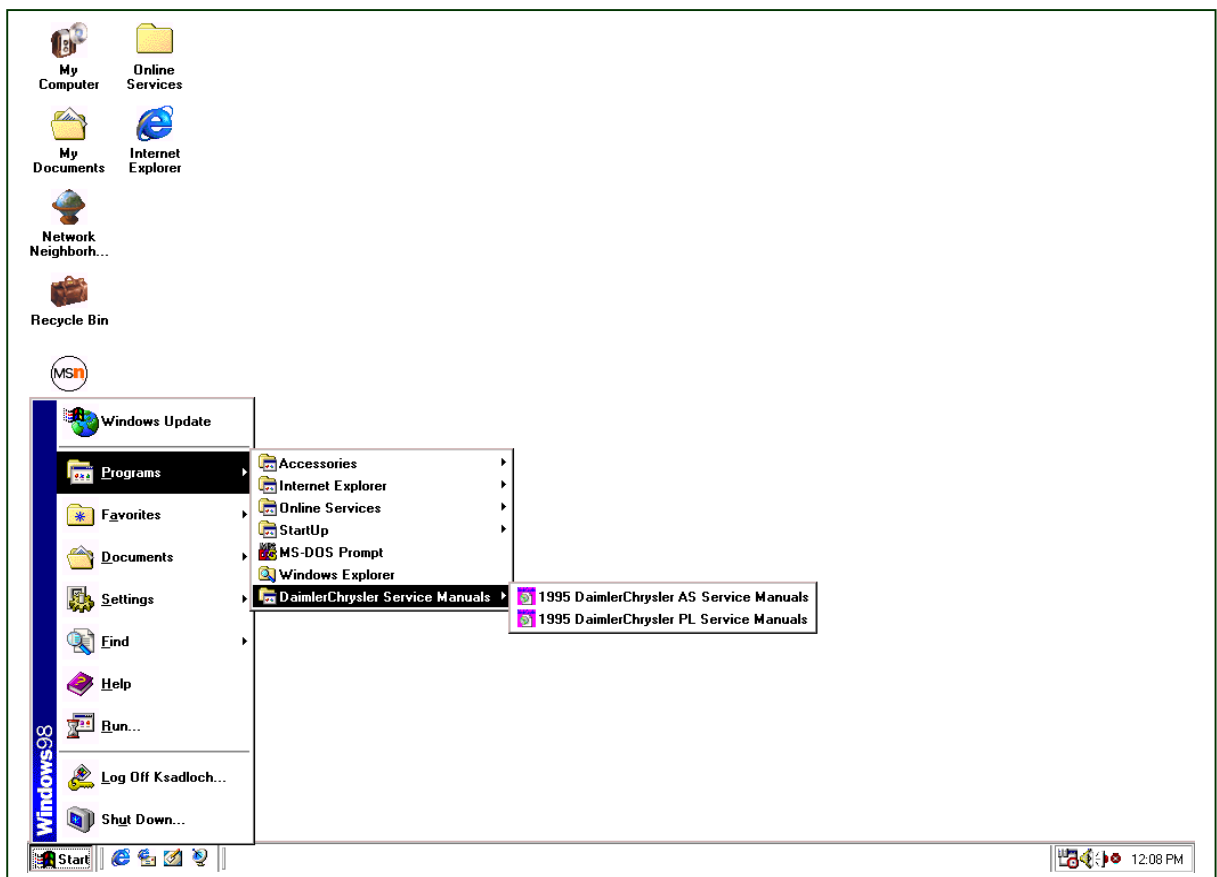 My
Computer
Online
Services
My
Documents
Internet
Explorer
Network
Neighborh...
Recycle Bin
msn
Windows Update
Programs
Favorites
Documents
Settings
Find
Help
Run...
Log Off Ksadloch...
Shut Down...
Windows98
Accessories
Internet Explorer
Online Services
StartUp
MS-DOS Prompt
Windows Explorer
DaimlerChrysler Service Manuals
1995 DaimlerChrysler AS Service Manuals
1995 DaimlerChrysler PL Service Manuals
Start
12:08 PM